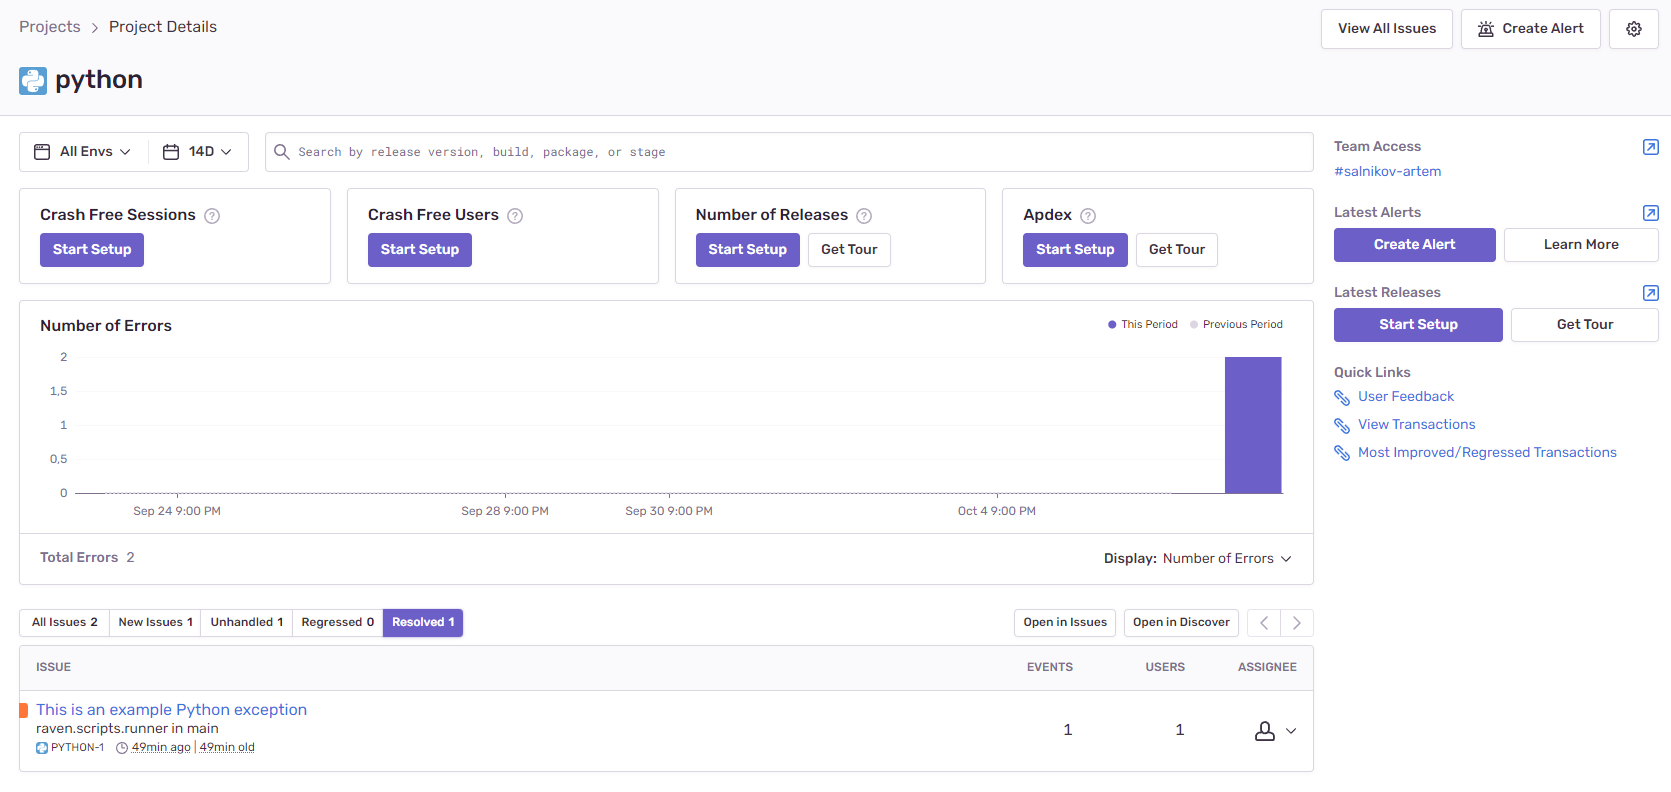 Projects > Project Details
View All Issues
Create Alert
python
All Envs
14D
Search by release version, build, package, or stage
Crash Free Sessions ?
Start Setup
Crash Free Users ?
Start Setup
Number of Releases ?
Start Setup
Get Tour
Apdex ?
Start Setup
Get Tour
Number of Errors
This Period
Previous Period
2
1,5
1
0,5
0
Sep 24 9:00 PM
Sep 28 9:00 PM
Sep 30 9:00 PM
Oct 4 9:00 PM
Total Errors 2
Display: Number of Errors
All Issues 2
New Issues 1
Unhandled 1
Regressed 0
Resolved 1
Open in Issues
Open in Discover
ISSUE
EVENTS
USERS
ASSIGNEE
This is an example Python exception
raven.scripts.runner in main
PYTHON-1
49min ago | 49min old
1
1
Team Access
#salnikov-artem
Latest Alerts
Create Alert
Learn More
Latest Releases
Start Setup
Get Tour
Quick Links
User Feedback
View Transactions
Most Improved/Regressed Transactions